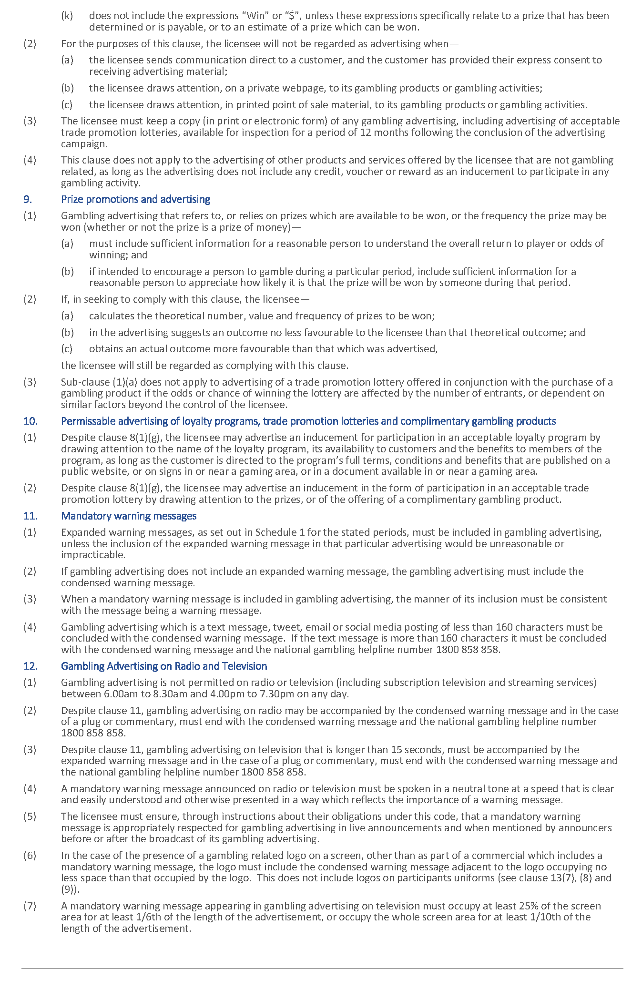 (k) does not include the expressions “Win” or “$”, unless these expressions specifically relate to a prize that has been
determined or is payable, or to an estimate of a prize which can be won.
(2) For the purposes of this clause, the licensee will not be regarded as advertising when—
(a) the licensee sends communication direct to a customer, and the customer has provided their express consent to
receiving advertising material;
(b) the licensee draws attention, on a private webpage, to its gambling products or gambling activities;
(c) the licensee draws attention, in printed point of sale material, to its gambling products or gambling activities.
(3) The licensee must keep a copy (in print or electronic form) of any gambling advertising, including advertising of acceptable
trade promotion lotteries, available for inspection for a period of 12 months following the conclusion of the advertising
campaign.
(4) This clause does not apply to the advertising of other products and services offered by the licensee that are not gambling
related, as long as the advertising does not include any credit, voucher or reward as an inducement to participate in any
gambling activity.
9. Prize promotions and advertising
(1) Gambling advertising that refers to, or relies on prizes which are available to be won, or the frequency the prize may be
won (whether or not the prize is a prize of money)—
(a) must include sufficient information for a reasonable person to understand the overall return to player or odds of
winning; and
(b) if intended to encourage a person to gamble during a particular period, include sufficient information for a
reasonable person to appreciate how likely it is that the prize will be won by someone during that period.
(2) If, in seeking to comply with this clause, the licensee—
(a) calculates the theoretical number, value and frequency of prizes to be won;
(b) in the advertising suggests an outcome no less favourable to the licensee than that theoretical outcome; and
(c) obtains an actual outcome more favourable than that which was advertised,
the licensee will still be regarded as complying with this clause.
(3) Sub-clause (1)(a) does not apply to advertising of a trade promotion lottery offered in conjunction with the purchase of a
gambling product if the odds or chance of winning the lottery are affected by the number of entrants, or dependent on
similar factors beyond the control of the licensee.
10. Permissable advertising of loyalty programs, trade promotion lotteries and complimentary gambling products
(1) Despite clause 8(1)(g), the licensee may advertise an inducement for participation in an acceptable loyalty program by
drawing attention to the name of the loyalty program, its availability to customers and the benefits to members of the
program, as long as the customer is directed to the program’s full terms, conditions and benefits that are published on a
public website, or on signs in or near a gaming area, or in a document available in or near a gaming area.
(2) Despite clause 8(1)(g), the licensee may advertise an inducement in the form of participation in an acceptable trade
promotion lottery by drawing attention to the prizes, or of the offering of a complimentary gambling product.
11. Mandatory warning messages
(1) Expanded warning messages, as set out in Schedule 1 for the stated periods, must be included in gambling advertising,
unless the inclusion of the expanded warning message in that particular advertising would be unreasonable or
impracticable.
(2) If gambling advertising does not include an expanded warning message, the gambling advertising must include the
condensed warning message.
(3) When a mandatory warning message is included in gambling advertising, the manner of its inclusion must be consistent
with the message being a warning message.
(4) Gambling advertising which is a text message, tweet, email or social media posting of less than 160 characters must be
concluded with the condensed warning message. If the text message is more than 160 characters it must be concluded
with the condensed warning message and the national gambling helpline number 1800 858 858.
12. Gambling Advertising on Radio and Television
(1) Gambling advertising is not permitted on radio or television (including subscription television and streaming services)
between 6.00am to 8.30am and 4.00pm to 7.30pm on any day.
(2) Despite clause 11, gambling advertising on radio may be accompanied by the condensed warning message and in the case
of a plug or commentary, must end with the condensed warning message and the national gambling helpline number
1800 858 858.
(3) Despite clause 11, gambling advertising on television that is longer than 15 seconds, must be accompanied by the
expanded warning message and in the case of a plug or commentary, must end with the condensed warning message and
the national gambling helpline number 1800 858 858.
(4) A mandatory warning message announced on radio or television must be spoken in a neutral tone at a speed that is clear
and easily understood and otherwise presented in a way which reflects the importance of a warning message.
(5) The licensee must ensure, through instructions about their obligations under this code, that a mandatory warning
message is appropriately respected for gambling advertising in live announcements and when mentioned by announcers
before or after the broadcast of its gambling advertising.
(6) In the case of the presence of a gambling related logo on a screen, other than as part of a commercial which includes a
mandatory warning message, the logo must include the condensed warning message adjacent to the logo occupying no
less space than that occupied by the logo. This does not include logos on participants uniforms (see clause 13(7), (8) and
(9)).
(7) A mandatory warning message appearing in gambling advertising on television must occupy at least 25% of the screen
area for at least 1/6th of the length of the advertisement, or occupy the whole screen area for at least 1/10th of the
length of the advertisement.